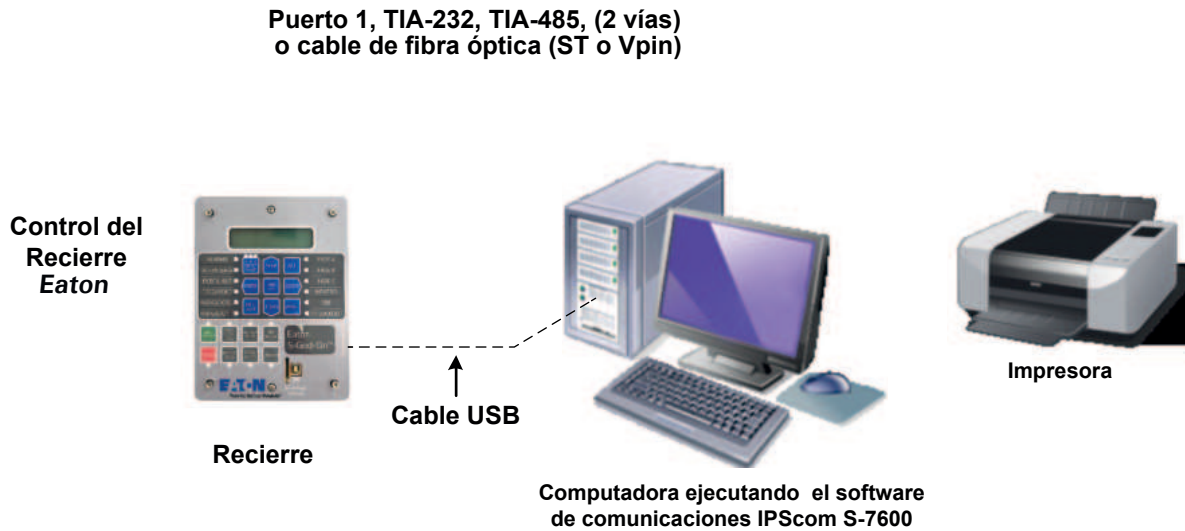 Puerto 1, TIA-232, TIA-485, (2 vías)
o cable de fibra óptica (ST o Vpin)
Control del
Recierre
Eaton
EATON
Cable USB
Recierre
Impresora
Computadora ejecutando el software
de comunicaciones IPScom S-7600